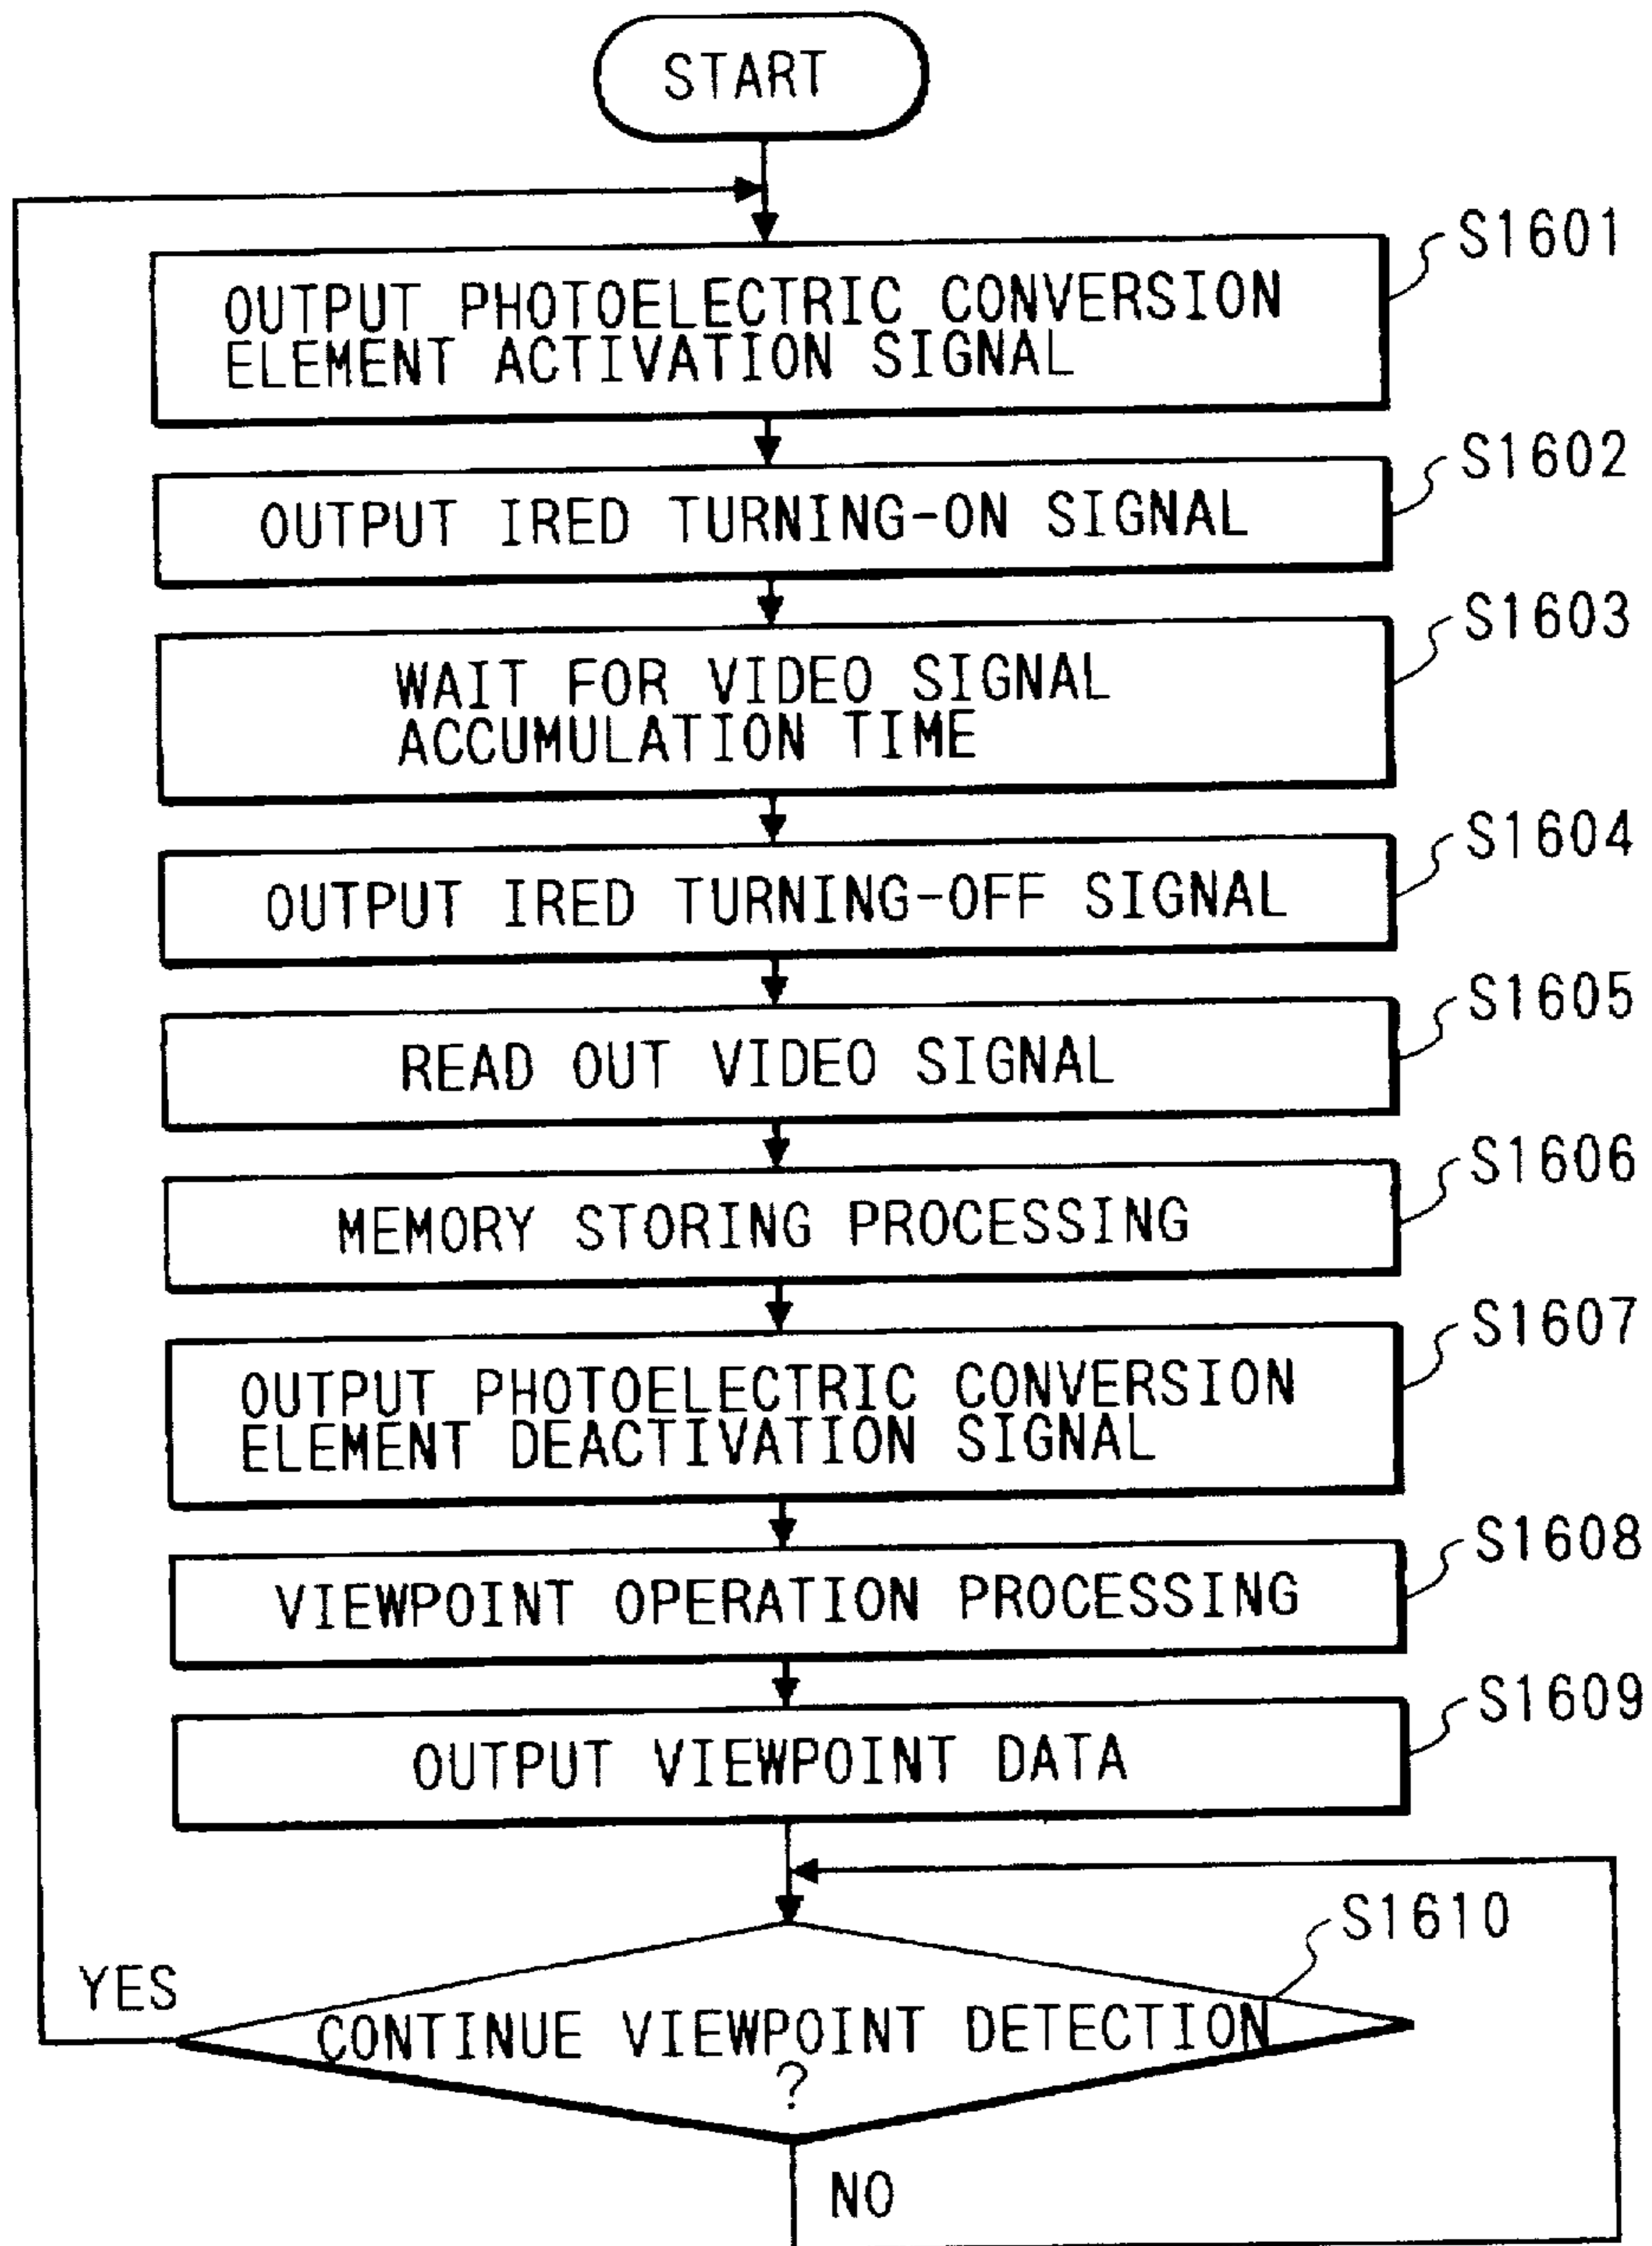 START
S1601
OUTPUT PHOTOELECTRIC CONVERSION
ELEMENT ACTIVATION SIGNAL
S1602
OUTPUT IRED TURNING-ON SIGNAL
S1603
WAIT FOR VIDEO SIGNAL
ACCUMULATION TIME
S1604
OUTPUT IRED TURNING-OFF SIGNAL
S1605
READ OUT VIDEO SIGNAL
S1606
MEMORY STORING PROCESSING
S1607
OUTPUT PHOTOELECTRIC CONVERSION
ELEMENT DEACTIVATION SIGNAL
S1608
VIEWPOINT OPERATION PROCESSING
S1609
OUTPUT VIEWPOINT DATA
S1610
YES
CONTINUE VIEWPOINT DETECTION
?
NO